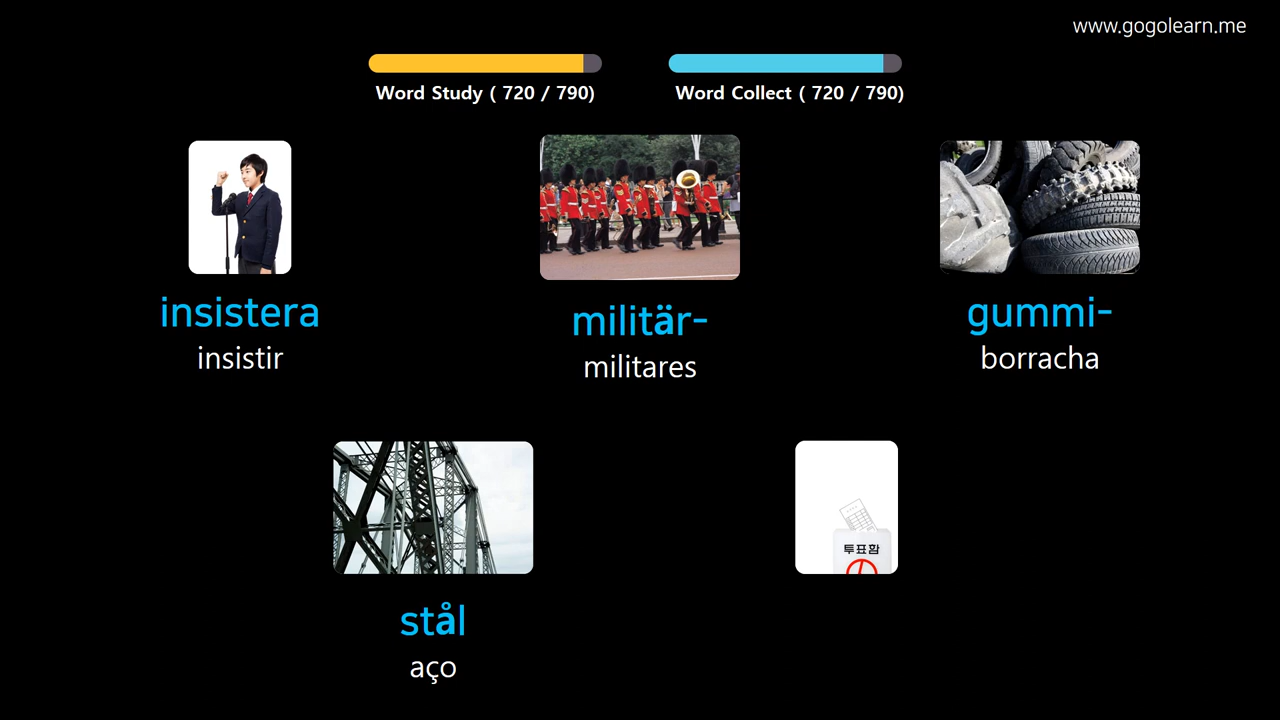 www.gogolearn.me
Word Study ( 720 / 790)
Word Collect ( 720 / 790)
insistera
insistir
militär-
militares
gummi-
borracha
투표함
stål
aço